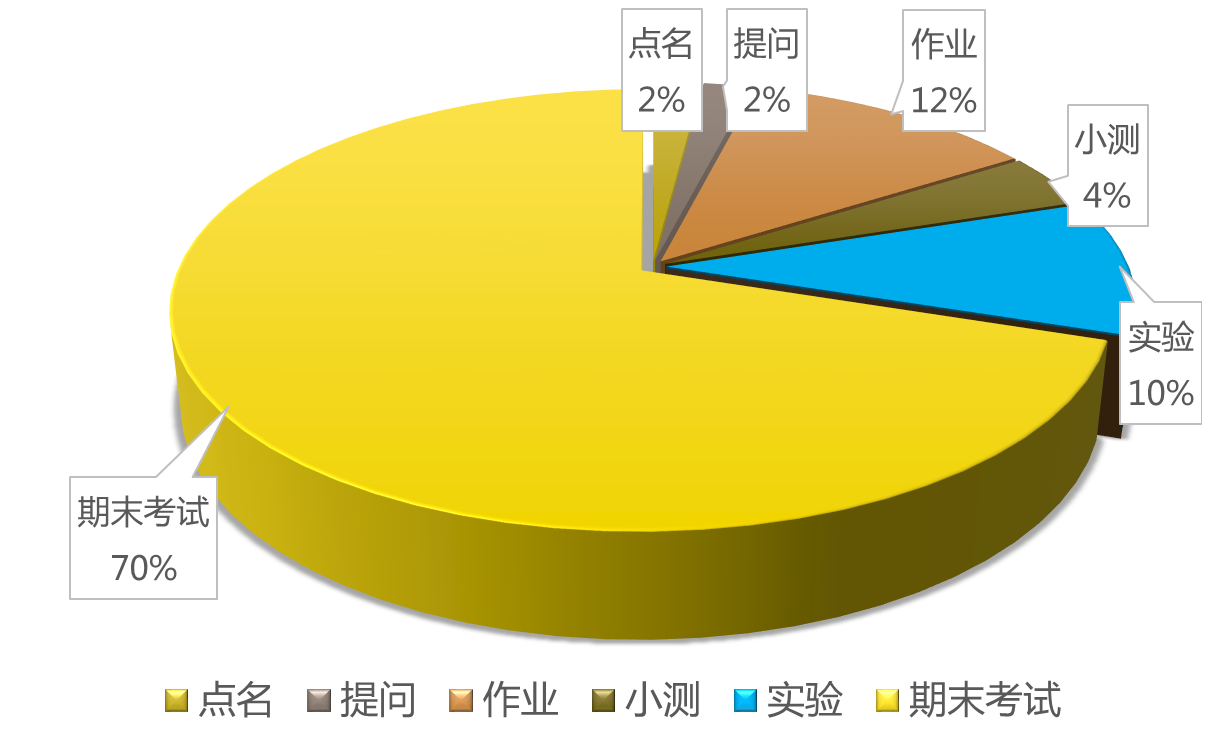 点名
2%
提问
2%
作业
12%
小测
4%
实验
10%
期末考试
70%
点名 提问 作业 小测 实验 期末考试